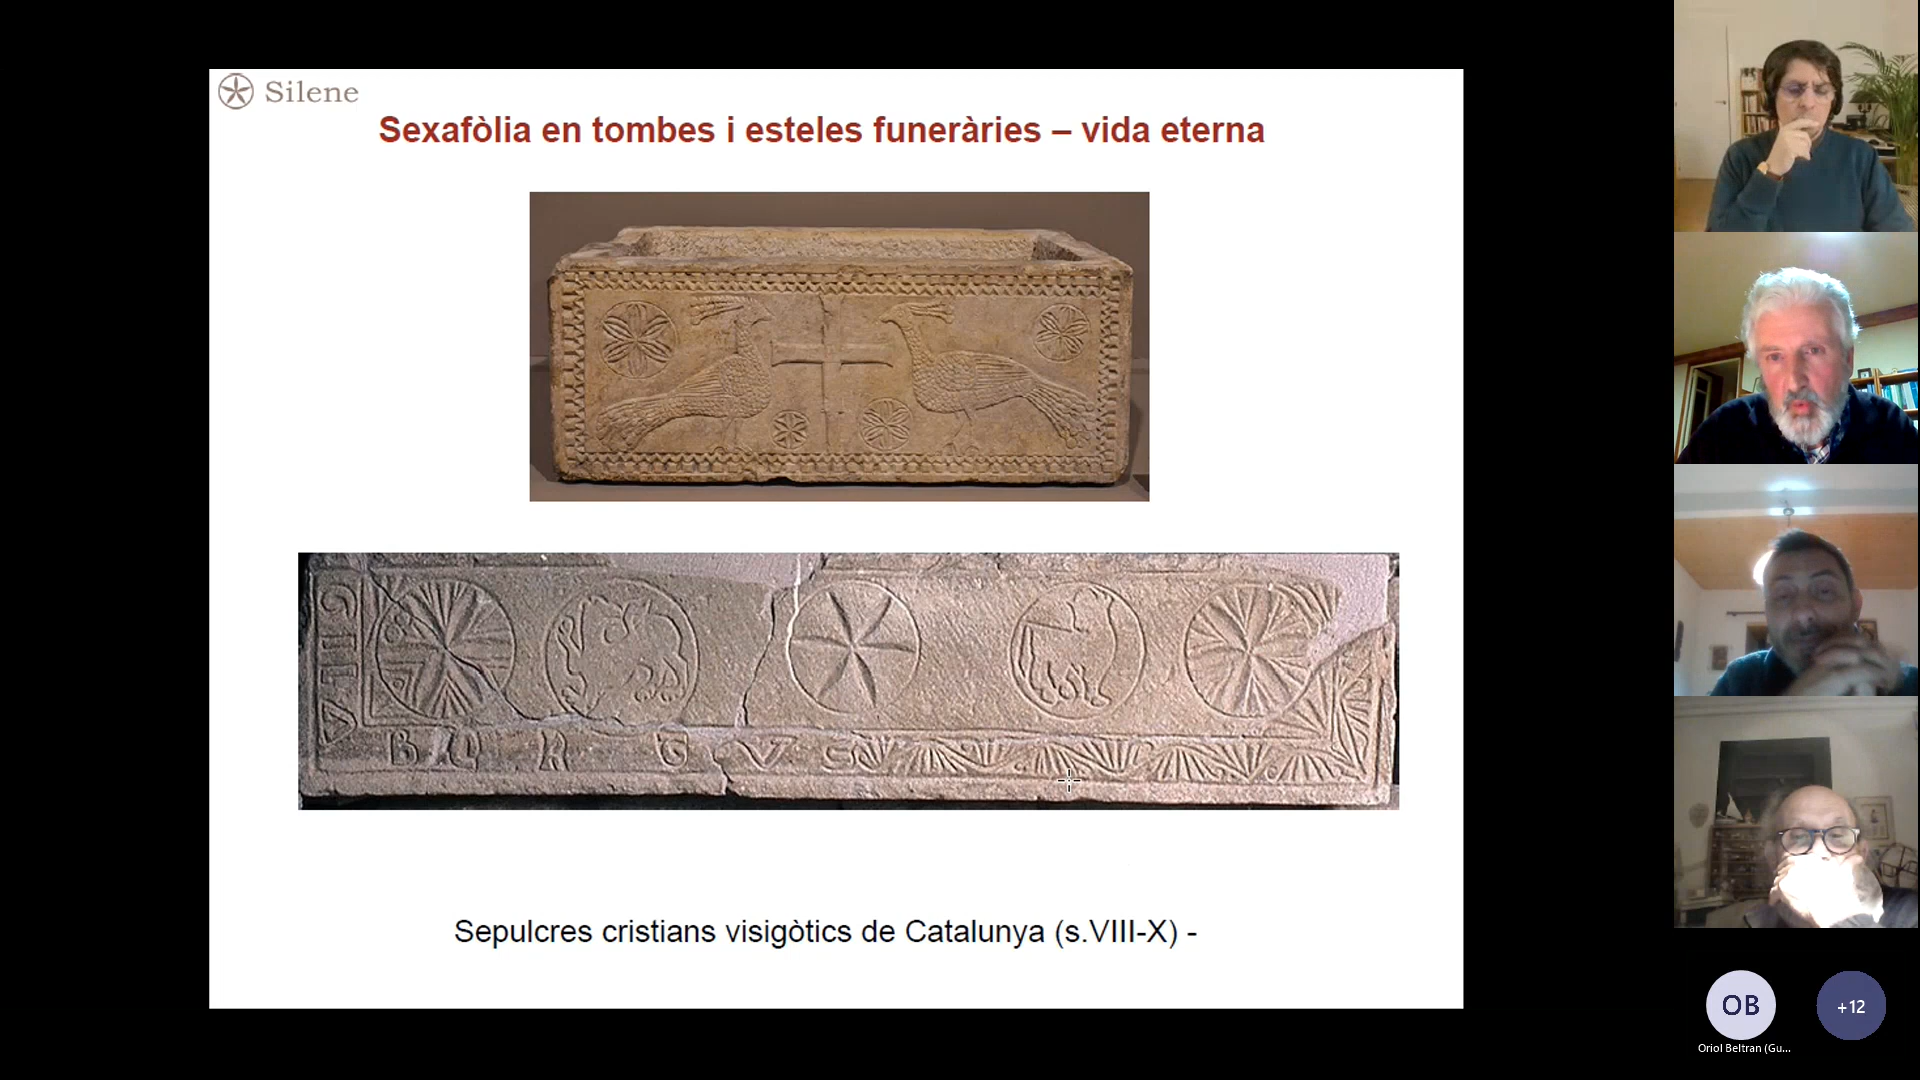 Silene
Sexafòlia en tombes i esteles funeràries – vida eterna
Sepulcres cristians visigòtics de Catalunya (s.VIII-X) -
OB
+12
Oriol Beltran (Gu...